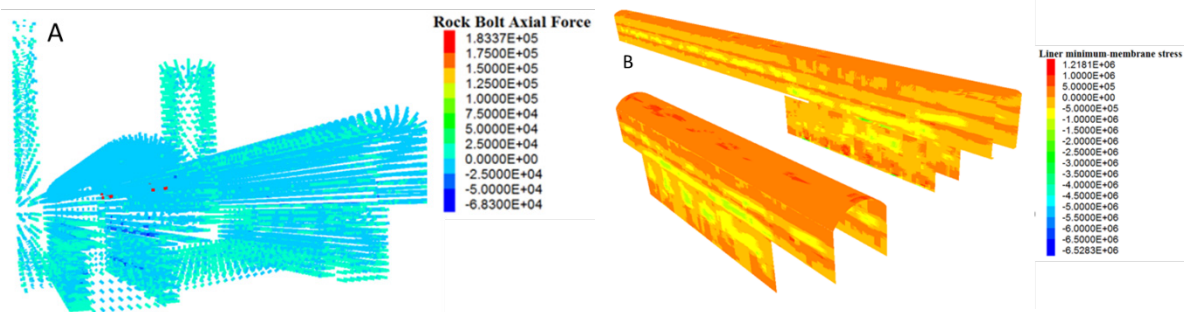 A
Rock Bolt Axial Force
1.8337E+05
1.7500E+05
1.5000E+05
1.2500E+05
1.0000E+05
7.5000E+04
5.0000E+04
2.5000E+04
0.0000E+00
-2.5000E+04
-5.0000E+04
-6.8300E+04
B
Liner minimum-membrane stress
1.2181E+06
1.0000E+06
5.0000E+05
0.0000E+00
-5.0000E+05
-1.0000E+06
-1.5000E+06
-2.0000E+06
-2.5000E+06
-3.0000E+06
-3.5000E+06
-4.0000E+06
-4.5000E+06
-5.0000E+06
-5.5000E+06
-6.0000E+06
-6.5000E+06
-6.5283E+06